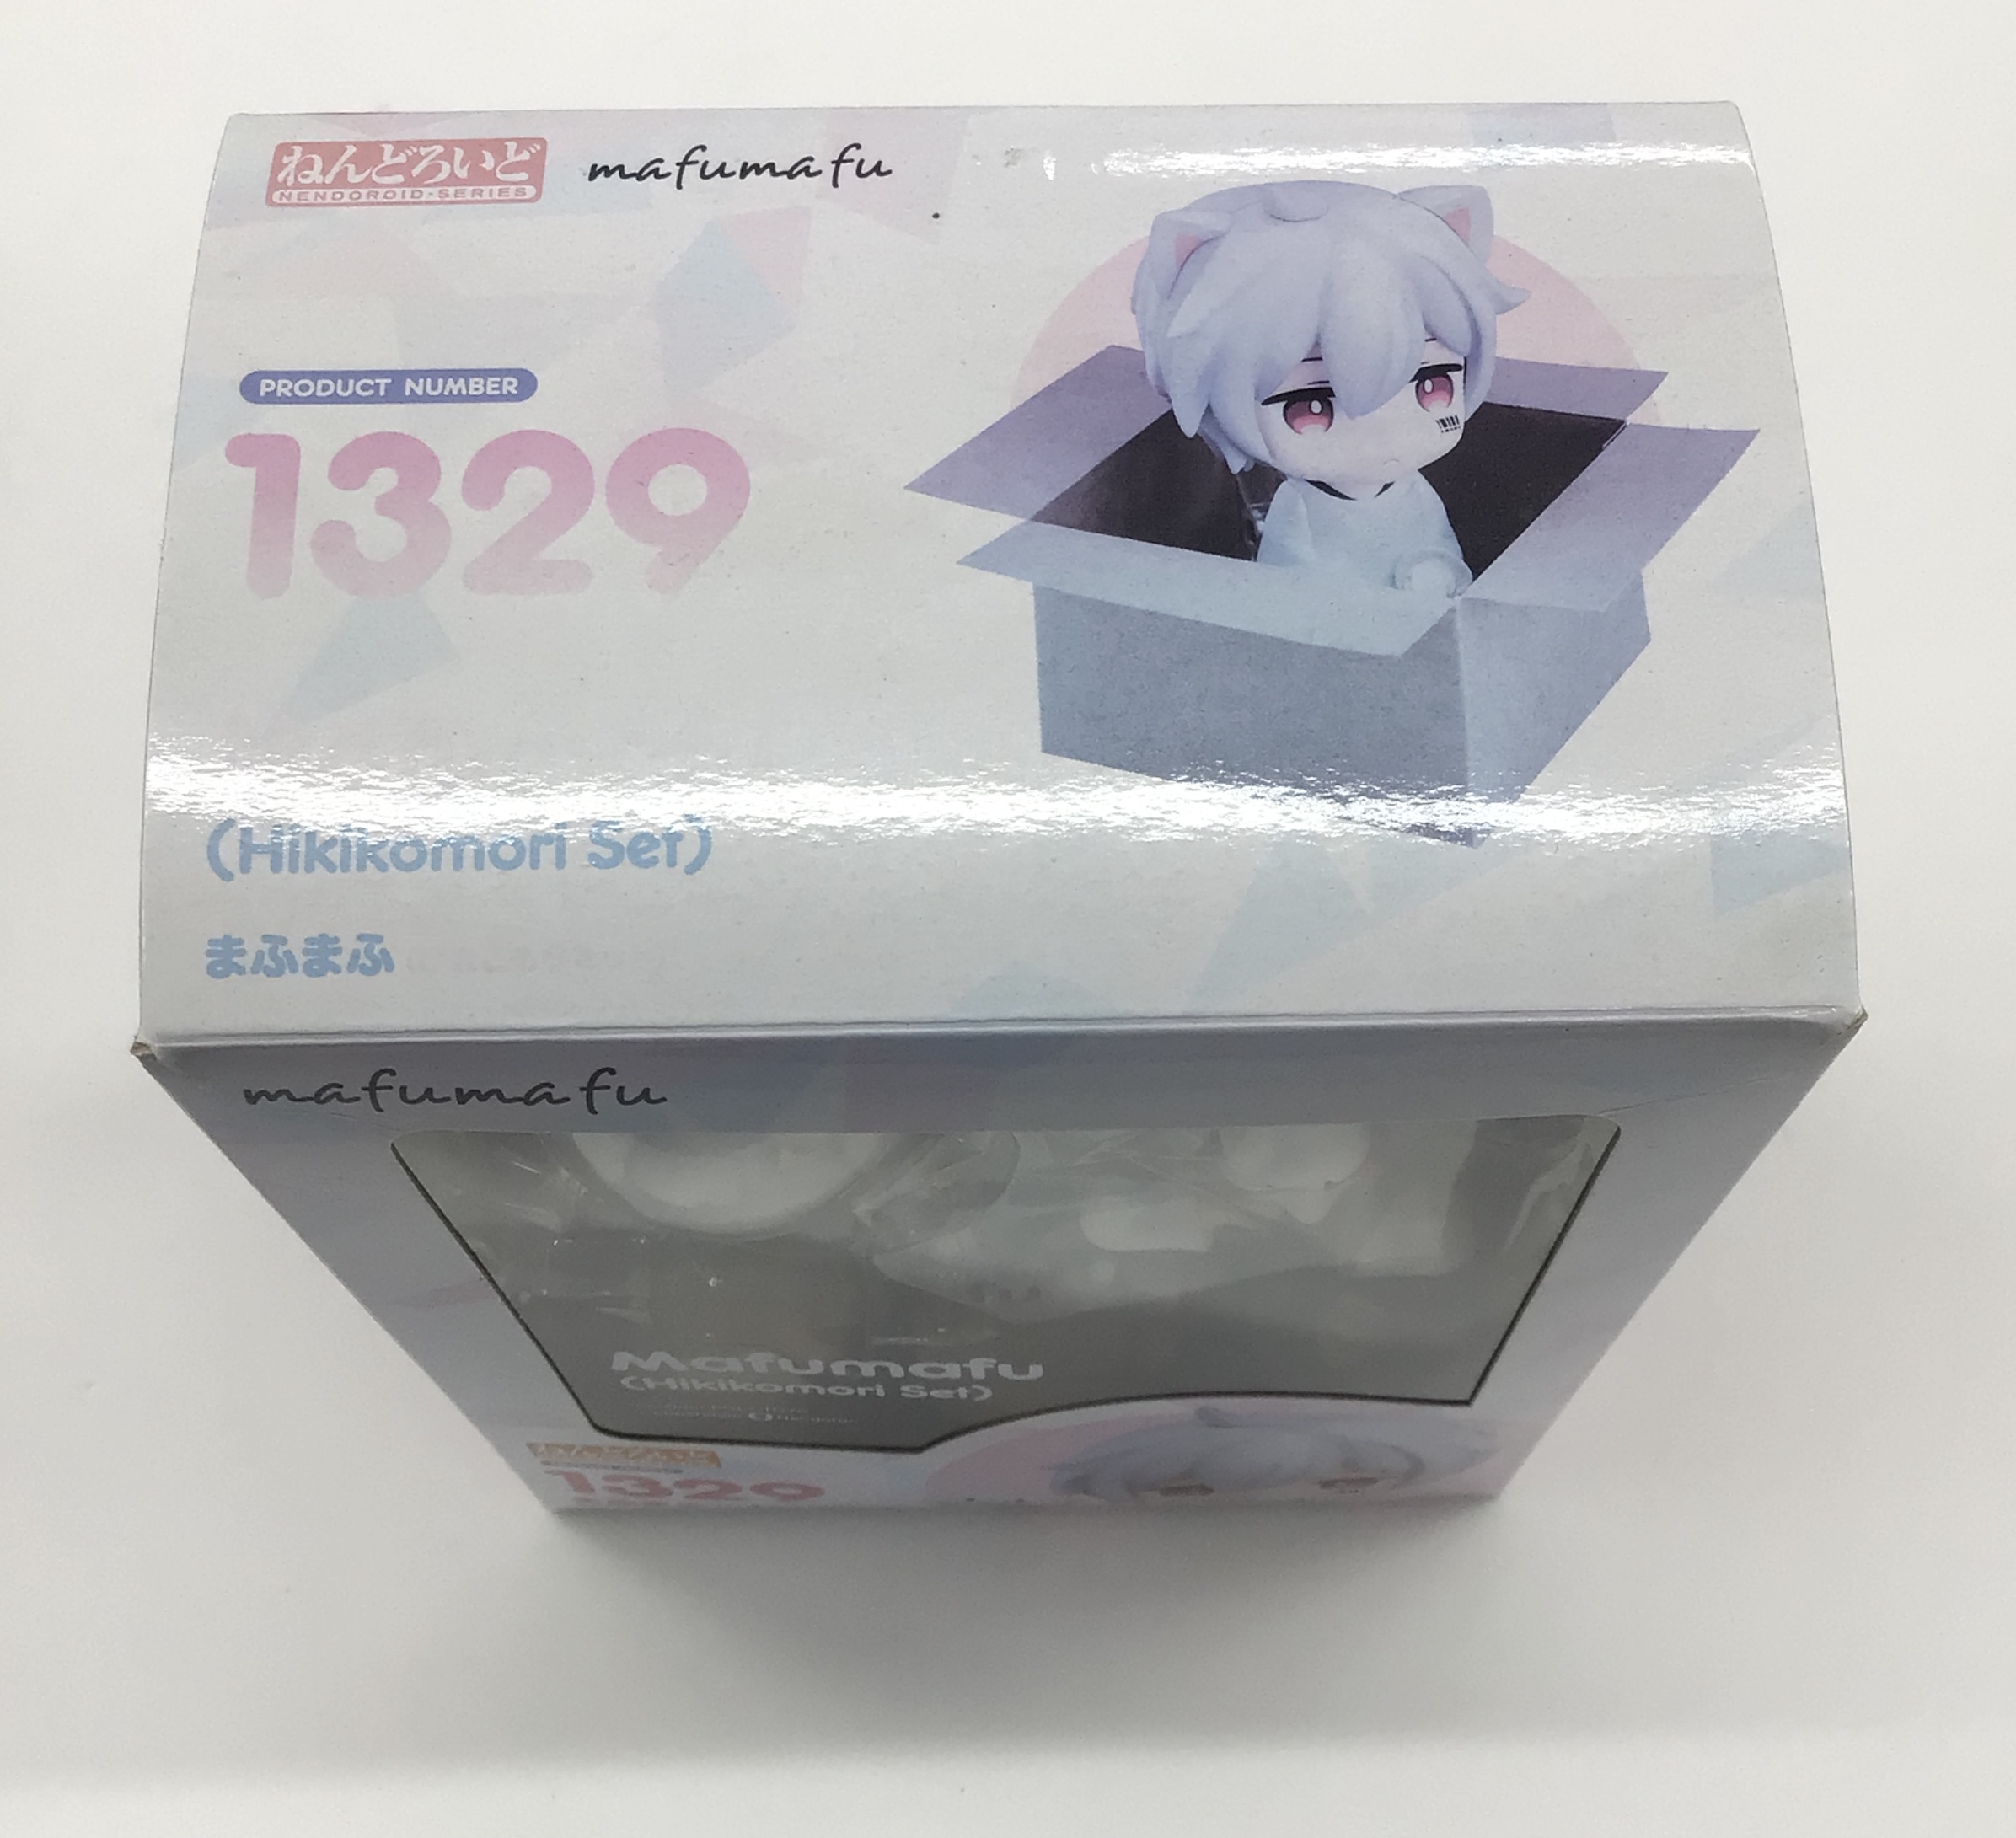 ねんどろいど
NENDOROID·SERIES
mafumafu
PRODUCT NUMBER
1329
(Hikikomori Set)
まふまふ
mafumafu
Mafumafu
(Hikikomori Set)
1329